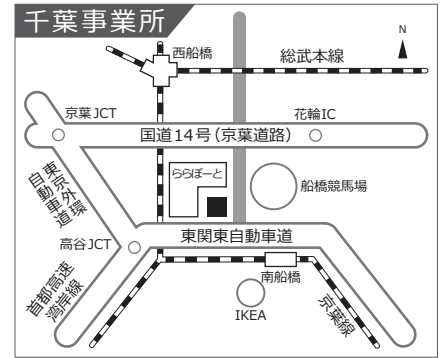 千葉事業所
N
西船橋
総武本線
京葉JCT
花輪IC
国道14号（京葉道路）
ららぽーと
船橋競馬場
東京外環
自動車道
高谷JCT
東関東自動車道
首都高速
湾岸線
南船橋
IKEA
京葉線